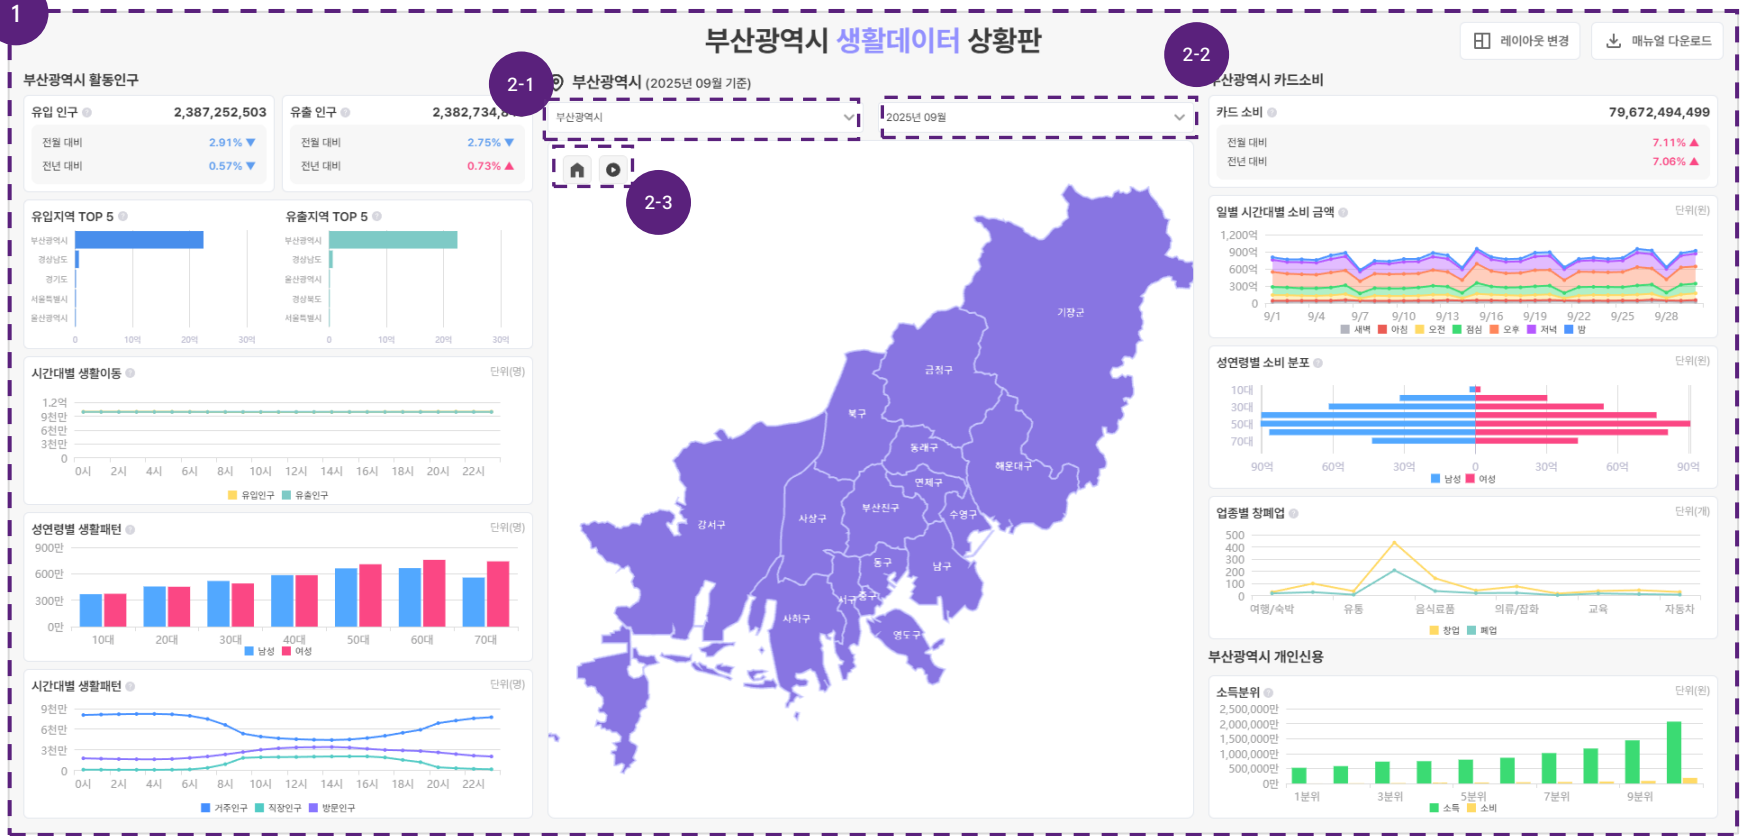 1
부산광역시 생활데이터 상황판
레이아웃 변경
매뉴얼 다운로드
2-1
2-2
2-3
부산광역시 활동인구
유입 인구
2,387,252,503
전월 대비
2.91% ▼
전년 대비
0.57% ▼
유출 인구
2,382,734,
전월 대비
2.75% ▼
전년 대비
0.73% ▲
유입지역 TOP 5
부산광역시
경상남도
경기도
서울특별시
울산광역시
0 10억 20억 30억
유출지역 TOP 5
부산광역시
경상남도
울산광역시
경상북도
서울특별시
0 10억 20억 30억
시간대별 생활이동
단위(명)
1.2억
9천만
6천만
3천만
0
0시 2시 4시 6시 8시 10시 12시 14시 16시 18시 20시 22시
유입인구 유출인구
성연령별 생활패턴
단위(명)
900만
600만
300만
0만
10대 20대 30대 40대 50대 60대 70대
남성 여성
시간대별 생활패턴
단위(명)
9천만
6천만
3천만
0
0시 2시 4시 6시 8시 10시 12시 14시 16시 18시 20시 22시
거주인구 직장인구 방문인구
부산광역시 (2025년 09월 기준)
부산광역시
2025년 09월
기장군
금정구
북구
동래구
해운대구
연제구
부산진구
수영구
사상구
강서구
동구
남구
서구
중구
사하구
영도구
부산광역시 카드소비
카드 소비
79,672,494,499
전월 대비
7.11% ▲
전년 대비
7.06% ▲
일별 시간대별 소비 금액
단위(원)
1,200억
900억
600억
300억
0
9/1 9/4 9/7 9/10 9/13 9/16 9/19 9/22 9/25 9/28
새벽 아침 오전 점심 오후 저녁 밤
성연령별 소비 분포
단위(원)
10대
30대
50대
70대
90억 60억 30억 0 30억 60억 90억
남성 여성
업종별 창폐업
단위(개)
500
400
300
200
100
0
여행/숙박 유통 음식료품 의류/잡화 교육 자동차
창업 폐업
부산광역시 개인신용
소득분위
단위(원)
2,500,000만
2,000,000만
1,500,000만
1,000,000만
500,000만
0만
1분위 3분위 5분위 7분위 9분위
소득 소비